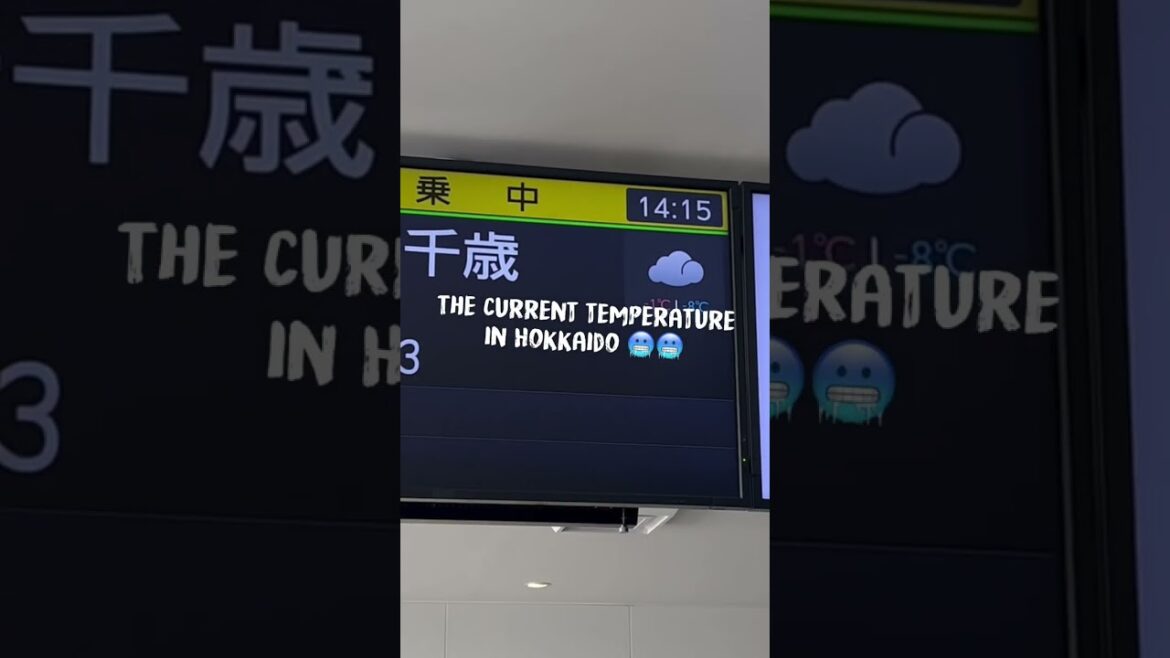 乗 中
14:15
千歳
-1℃ | -8℃
THE CURRENT TEMPERATURE
IN HOKKAIDO 🥶🥶
3